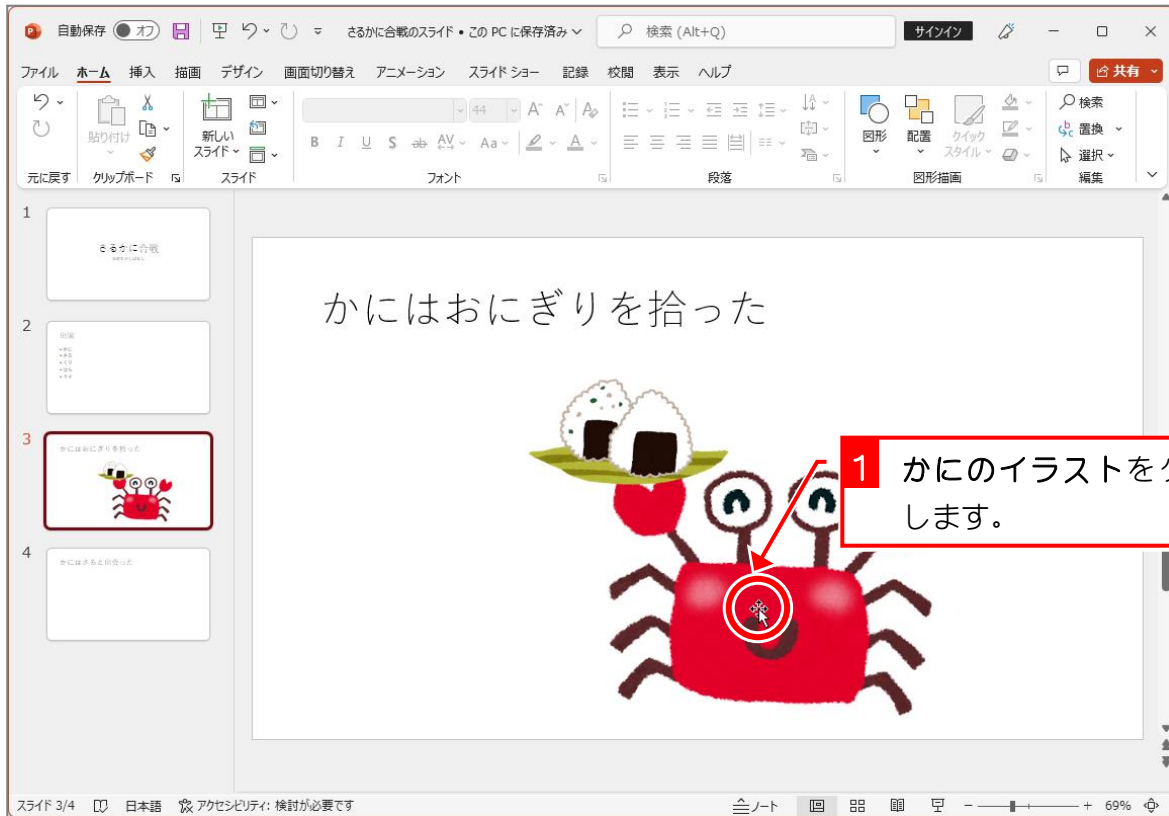 自動保存 オフ さるかに合戦のスライド • この PC に保存済み 検索 (Alt+Q) サインイン
ファイル ホーム 挿入 描画 デザイン 画面切り替え アニメーション スライド ショー 記録 校閲 表示 ヘルプ 共有
貼り付け 新しい スライド 44 A A A 図形 配置 クイック スタイル 検索
B I U S ab AV Aa A 置換
選択
元に戻す クリップボード スライド フォント 段落 図形描画 編集
1
さるかに合戦
2
3
かにはおにぎりを拾った
4
かにはさると出会った
かにはおにぎりを拾った
1 かにのイラストを
します。
スライド 3/4 日本語 アクセシビリティ: 検討が必要です ノート 69%